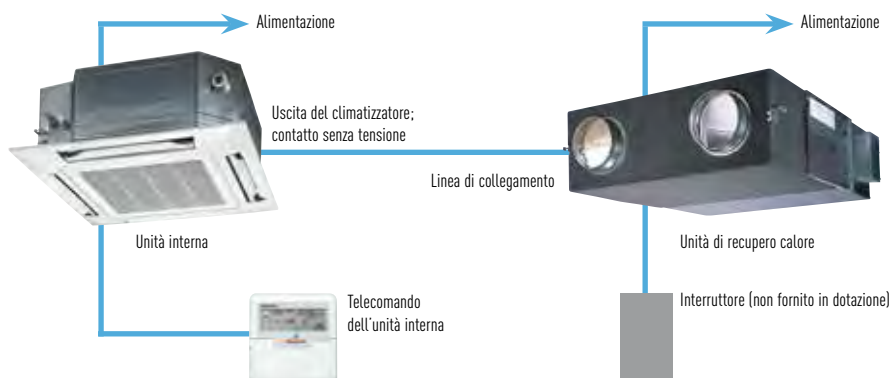 Alimentazione
Alimentazione
Uscita del climatizzatore;
contatto senza tensione
Linea di collegamento
Unità interna
Unità di recupero calore
Telecomando
dell'unità interna
Interruttore (non fornito in dotazione)